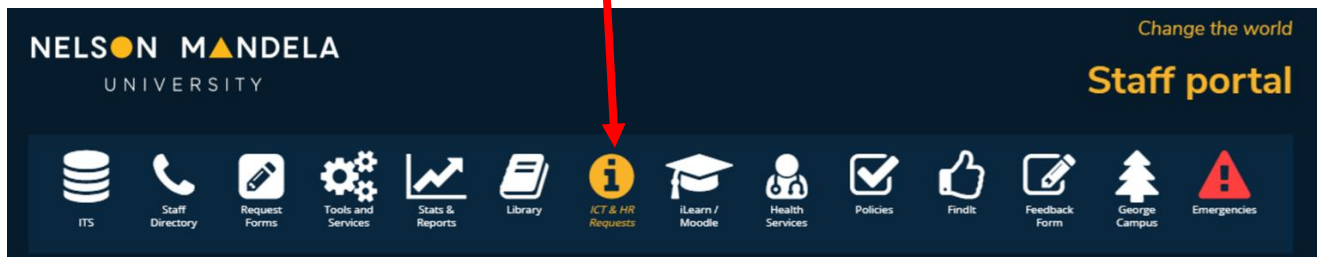 Change the world
NELSON MANDELA
UNIVERSITY
Staff portal
ITS
Staff
Directory
Request
Forms
Tools and
Services
Stats &
Reports
Library
ICT & HR
Requests
iLearn /
Moodle
Health
Services
Policies
FindIt
Feedback
Form
George
Campus
Emergencies